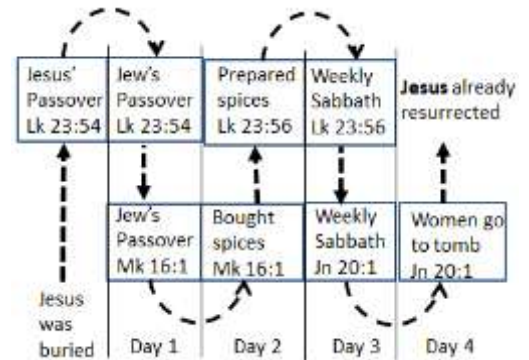 Jesus'
Passover
Lk 23:54
Jew's
Passover
Lk 23:54
Prepared
spices
Lk 23:56
Weekly
Sabbath
Lk 23:56
Jesus already
resurrected
Jew's
Passover
Mk 16:1
Bought
spices
Mk 16:1
Weekly
Sabbath
Jn 20:1
Women go
to tomb
Jn 20:1
Jesus
was
buried
Day 1
Day 2
Day 3
Day 4